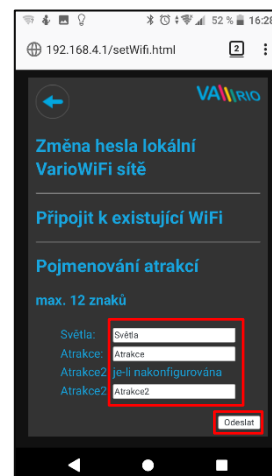 52 % 16:28
192.168.4.1/setWifi.html 2
VARIO
Změna hesla lokální
VarioWiFi sítě
Připojit k existující WiFi
Pojmenování atrakcí
max. 12 znaků
Světla: Světla
Atrakce: Atrakce
Atrakce2 je-li nakonfigurována
Atrakce2 Atrakce2
Odeslat